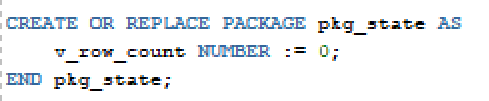 CREATE OR REPLACE PACKAGE pkg_state AS
    v_row_count NUMBER := 0;
END pkg_state;